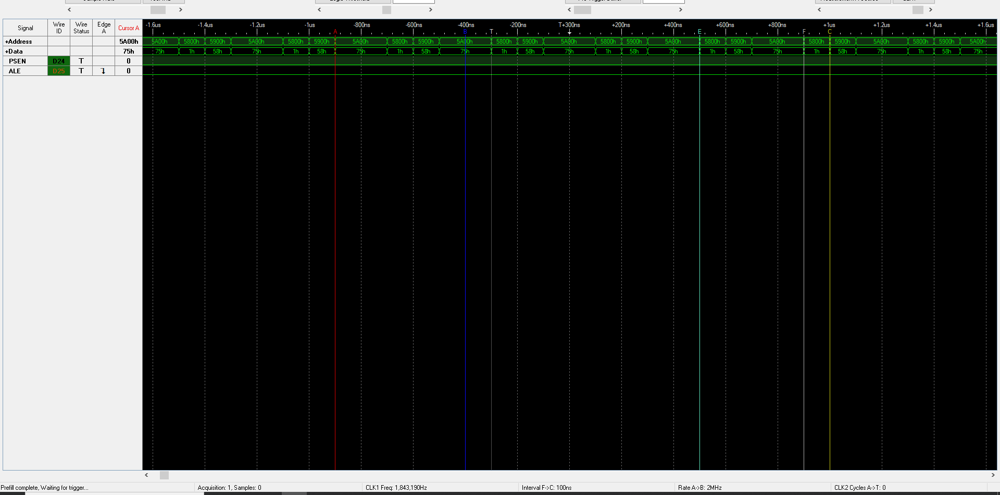 -1.6us -1.4us -1.2us -1us -800ns -600ns -400ns -200ns T+300ns +200ns +400ns +600ns +800ns +1us +1.2us +1.4us +1.6us
Signal Wire ID Wire Status Edge A Cursor A
A B T E F C
+Address 5A00h 5A00h 5800h 5900h 5A00h 5800h 5900h 5A00h 5800h 5900h 5A00h 5800h 5900h 5A00h 5800h 5900h 5A00h 5800h 5900h 5A00h 5800h 5900h 5A00h 5800h 5900h 5A00h
+Data 75h 75h 1h 58h 75h 1h 58h 75h 1h 58h 75h 1h 58h 75h 1h 58h 75h 1h 58h 75h 1h 58h 75h 1h 58h 75h
PSEN D24 T 0
ALE D25 T 0
Prefill complete, Waiting for trigger... Acquisition: 1, Samples: 0 CLK1 Freq: 1,843,190Hz Interval F->C: 100ns Rate A->B: 2MHz CLK2 Cycles A->T: 0